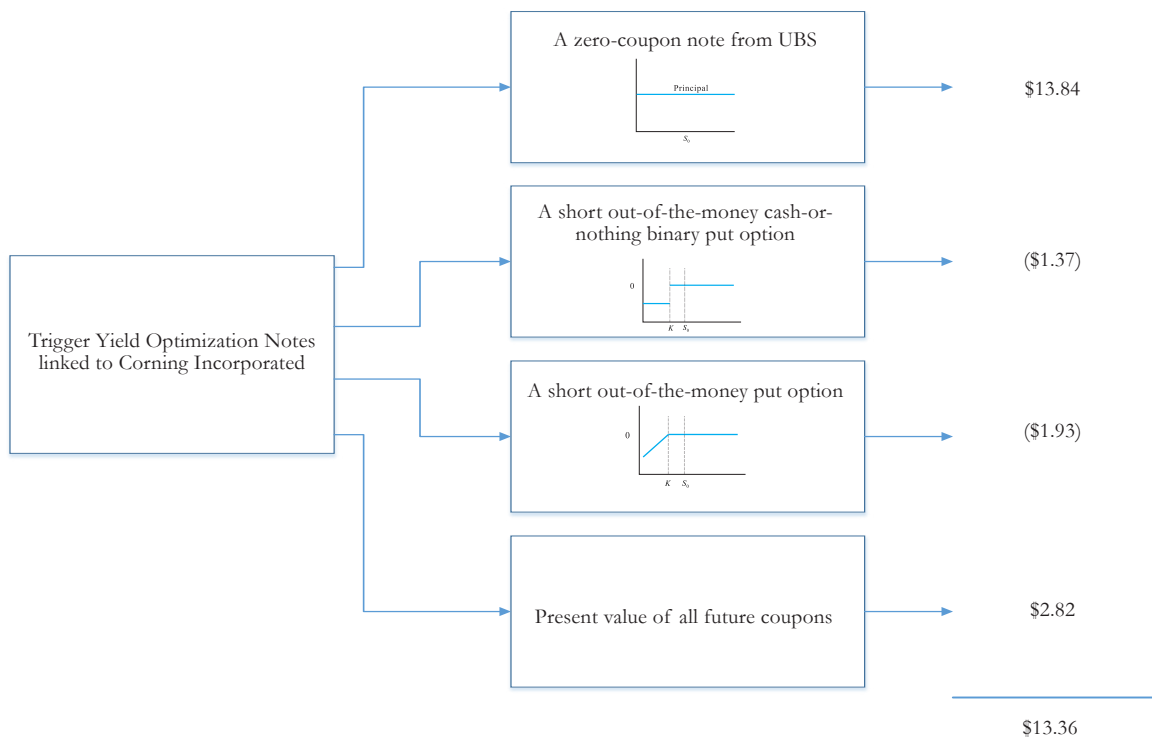 A zero-coupon note from UBS
Principal
S₀
$13.84
A short out-of-the-money cash-or-
nothing binary put option
0
K
S₀
($1.37)
Trigger Yield Optimization Notes
linked to Corning Incorporated
A short out-of-the-money put option
0
K
S₀
($1.93)
Present value of all future coupons
$2.82
$13.36